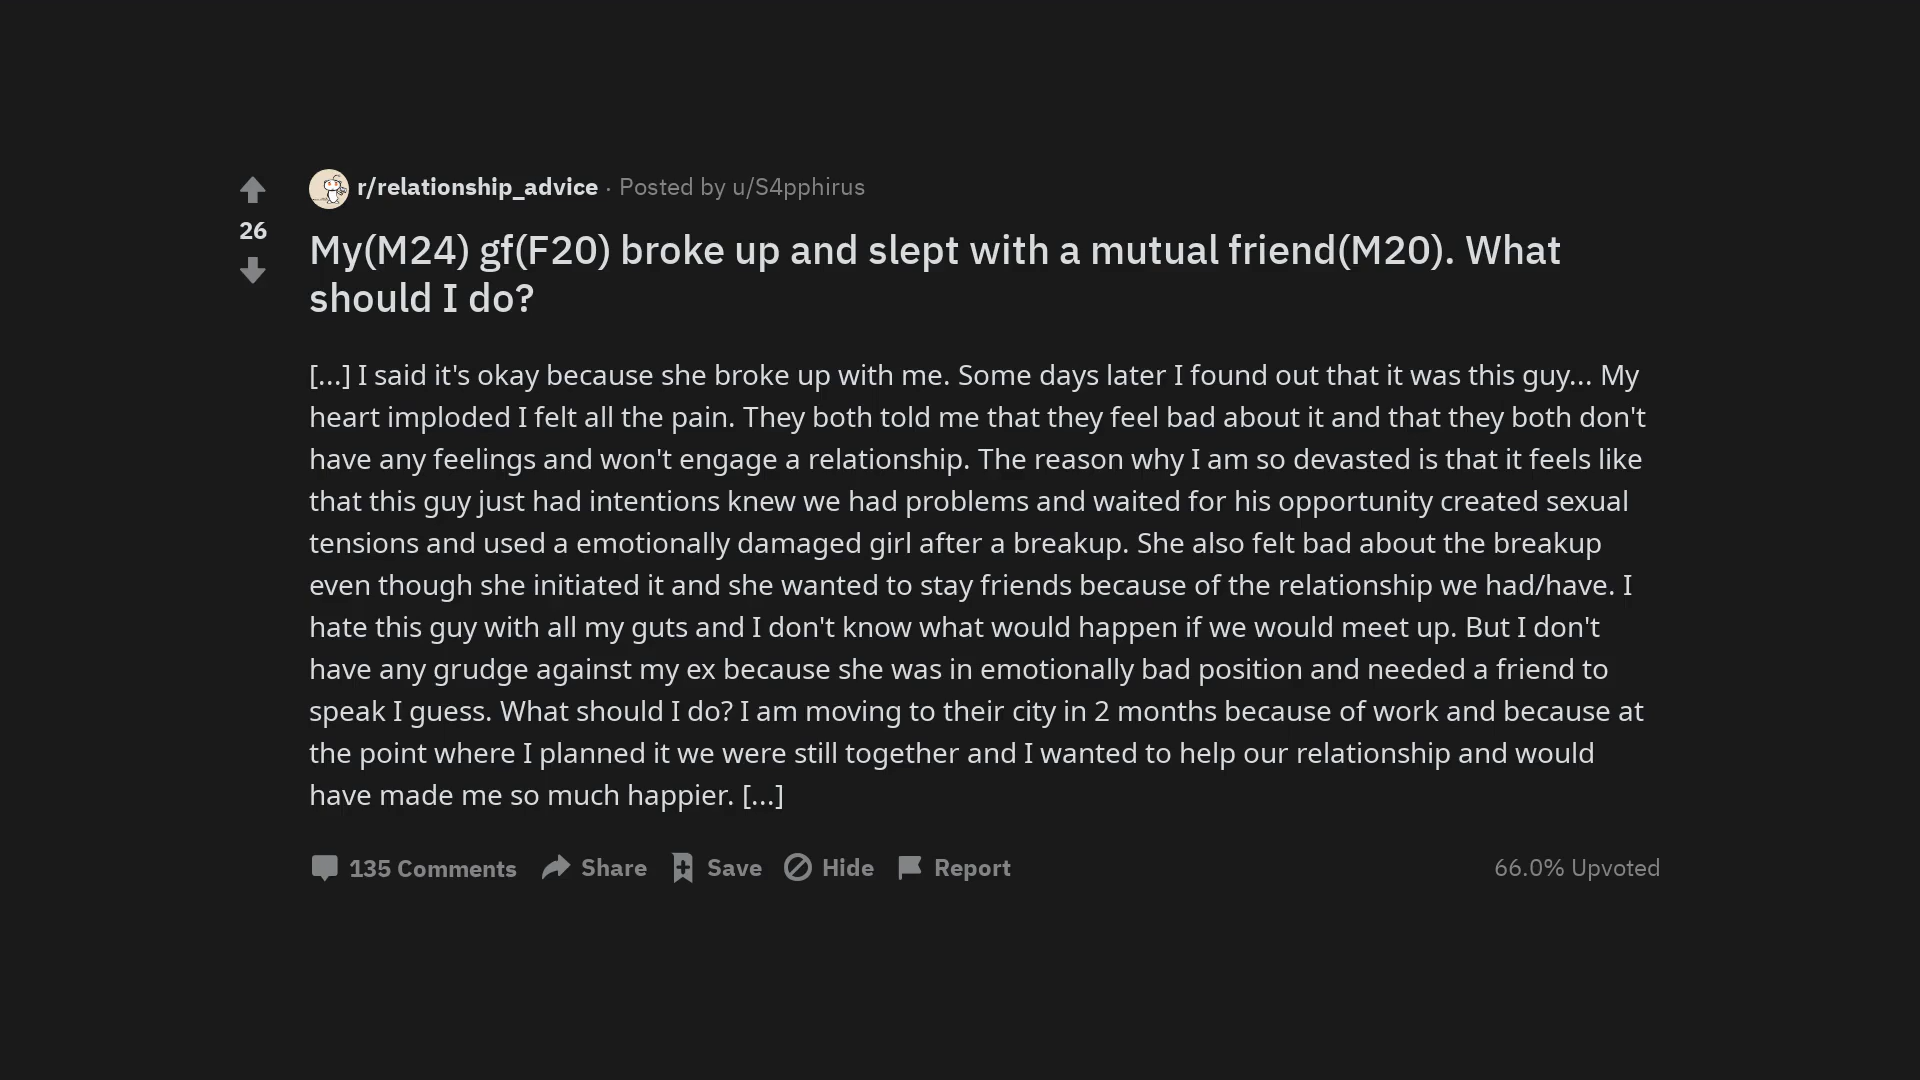 r/relationship_advice · Posted by u/S4pphirus
26
My(M24) gf(F20) broke up and slept with a mutual friend(M20). What
should I do?
[...] I said it's okay because she broke up with me. Some days later I found out that it was this guy... My
heart imploded I felt all the pain. They both told me that they feel bad about it and that they both don't
have any feelings and won't engage a relationship. The reason why I am so devasted is that it feels like
that this guy just had intentions knew we had problems and waited for his opportunity created sexual
tensions and used a emotionally damaged girl after a breakup. She also felt bad about the breakup
even though she initiated it and she wanted to stay friends because of the relationship we had/have. I
hate this guy with all my guts and I don't know what would happen if we would meet up. But I don't
have any grudge against my ex because she was in emotionally bad position and needed a friend to
speak I guess. What should I do? I am moving to their city in 2 months because of work and because at
the point where I planned it we were still together and I wanted to help our relationship and would
have made me so much happier. [...]
135 Comments Share Save Hide Report 66.0% Upvoted